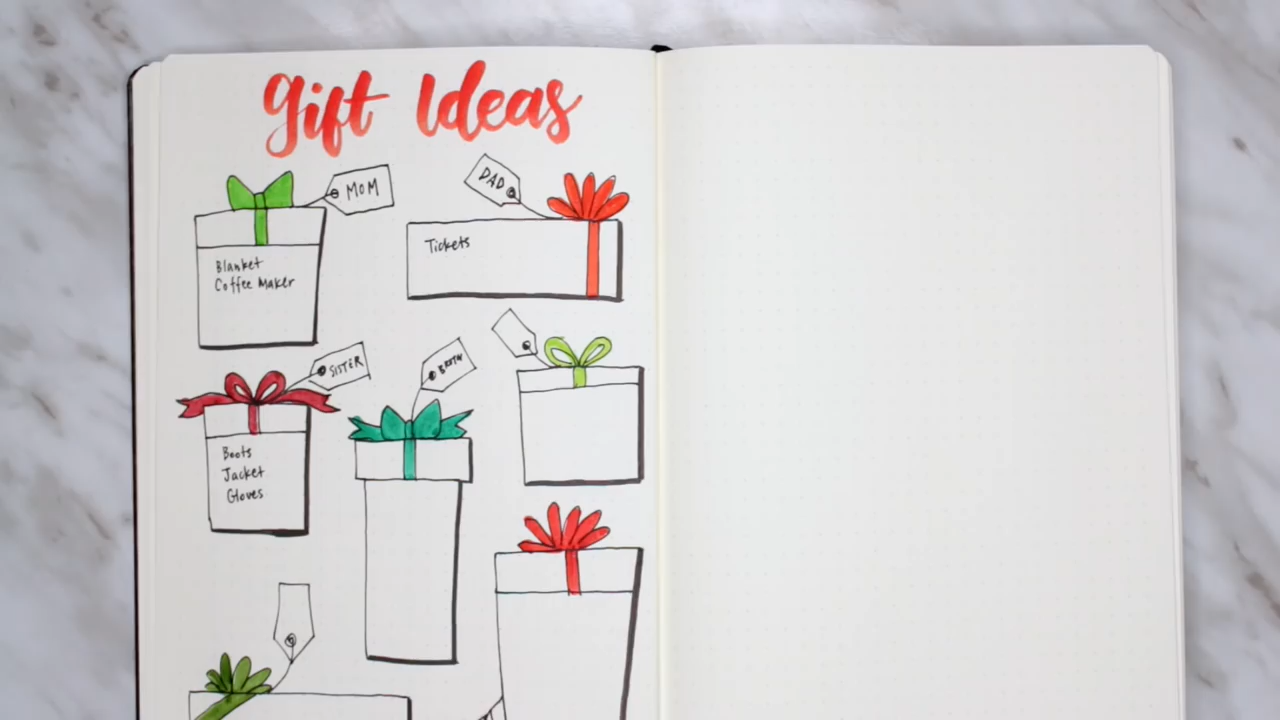 Gift Ideas
MOM
DAD
Blanket
Coffee Maker
Tickets
SISTER
BROTH
Boots
Jacket
Gloves